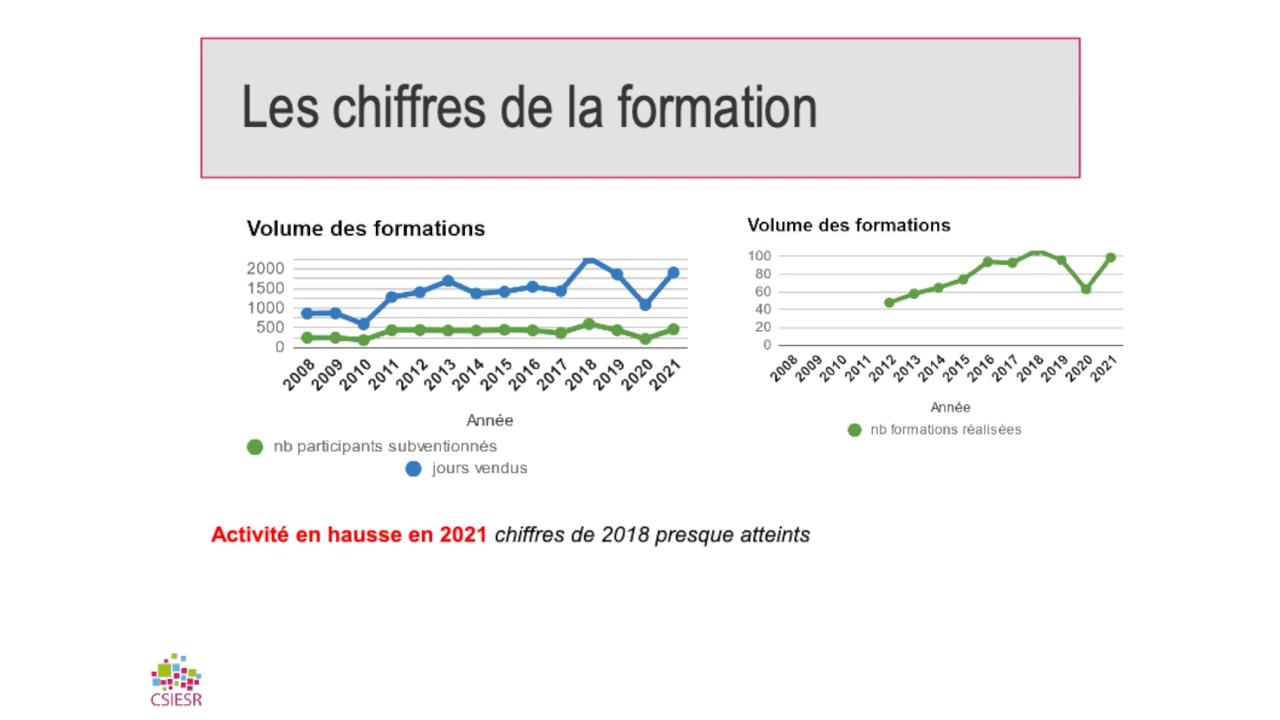 Les chiffres de la formation
Volume des formations
2000
1500
1000
500
0
2008 2009 2010 2011 2012 2013 2014 2015 2016 2017 2018 2019 2020 2021
Année
nb participants subventionnés
jours vendus
Volume des formations
100
80
60
40
20
0
2008 2009 2010 2011 2012 2013 2014 2015 2016 2017 2018 2019 2020 2021
Année
nb formations réalisées
Activité en hausse en 2021 chiffres de 2018 presque atteints
CSIESR